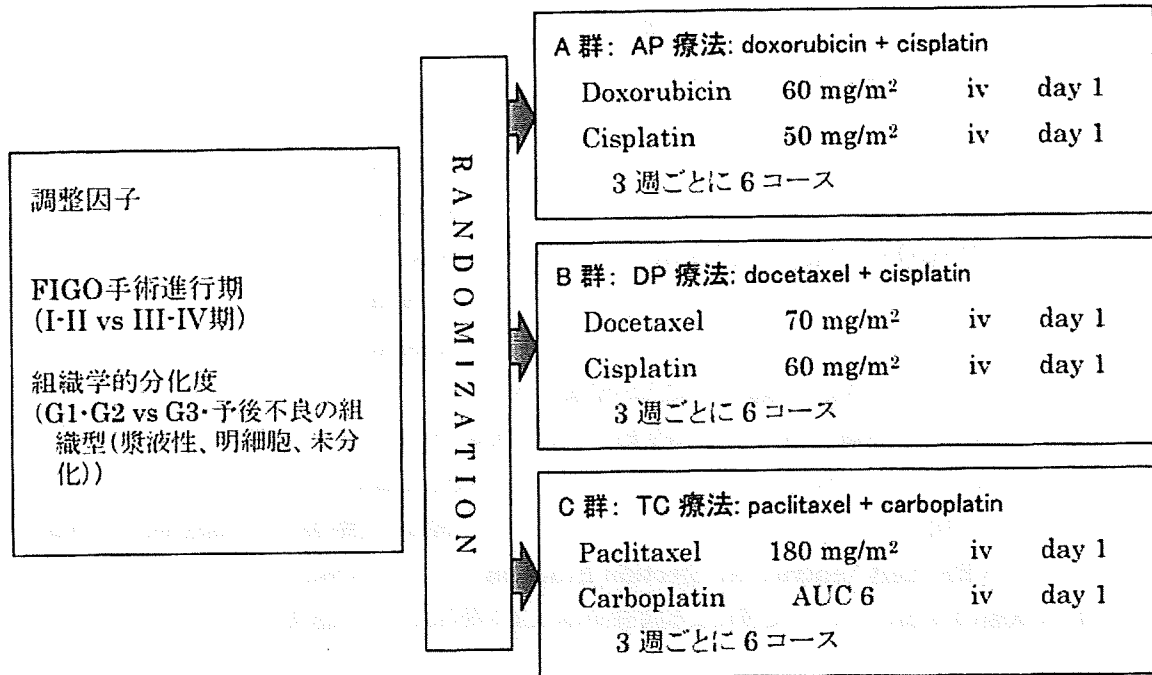 調整因子
FIGO手術進行期
(I-II vs III-IV期)
組織学的分化度
(G1・G2 vs G3・予後不良の組
織型(漿液性、明細胞、未分
化))
RANDOMIZATION
A 群: AP 療法: doxorubicin + cisplatin
Doxorubicin 60 mg/m² iv day 1
Cisplatin 50 mg/m² iv day 1
3 週ごとに 6 コース
B 群: DP 療法: docetaxel + cisplatin
Docetaxel 70 mg/m² iv day 1
Cisplatin 60 mg/m² iv day 1
3 週ごとに 6 コース
C 群: TC 療法: paclitaxel + carboplatin
Paclitaxel 180 mg/m² iv day 1
Carboplatin AUC 6 iv day 1
3 週ごとに 6 コース